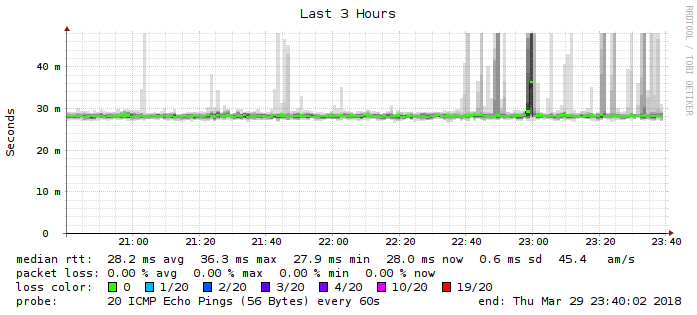 Last 3 Hours
RRDTOOL / TOBI OETIKER
Seconds
40 m
30 m
20 m
10 m
0
21:00 21:20 21:40 22:00 22:20 22:40 23:00 23:20 23:40
median rtt: 28.2 ms avg 36.3 ms max 27.9 ms min 28.0 ms now 0.6 ms sd 45.4 am/s
packet loss: 0.00 % avg 0.00 % max 0.00 % min 0.00 % now
loss color: 0 1/20 2/20 3/20 4/20 10/20 19/20
probe: 20 ICMP Echo Pings (56 Bytes) every 60s end: Thu Mar 29 23:40:02 2018